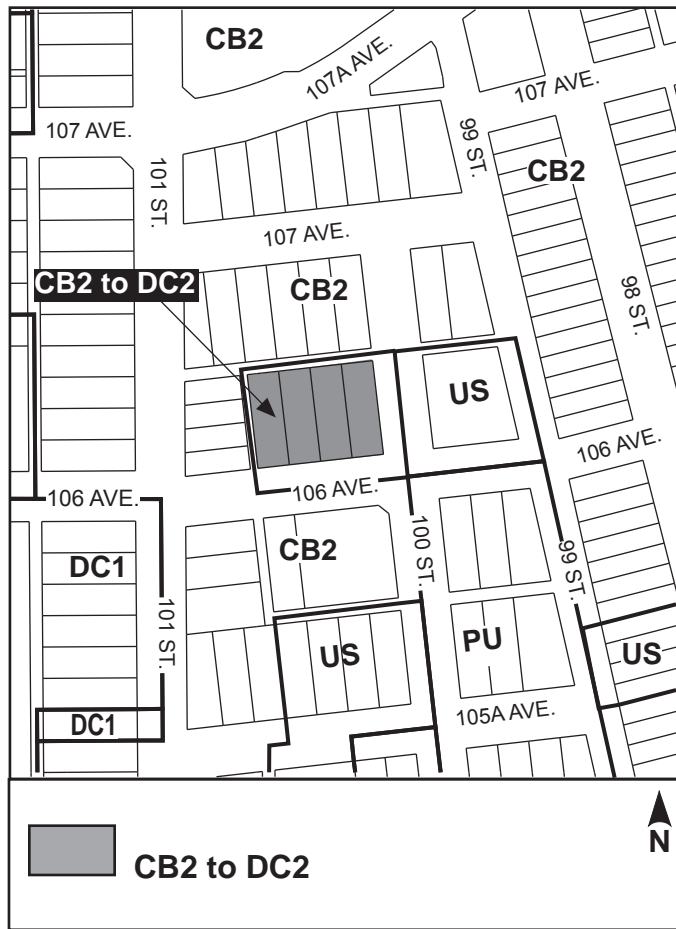 CB2
107A AVE.
107 AVE.
107 AVE.
99 ST.
101 ST.
CB2
107 AVE.
CB2 to DC2
CB2
98 ST.
US
106 AVE.
106 AVE.
106 AVE.
CB2
100 ST.
99 ST.
DC1
101 ST.
US
PU
US
105A AVE.
DC1
CB2 to DC2
N